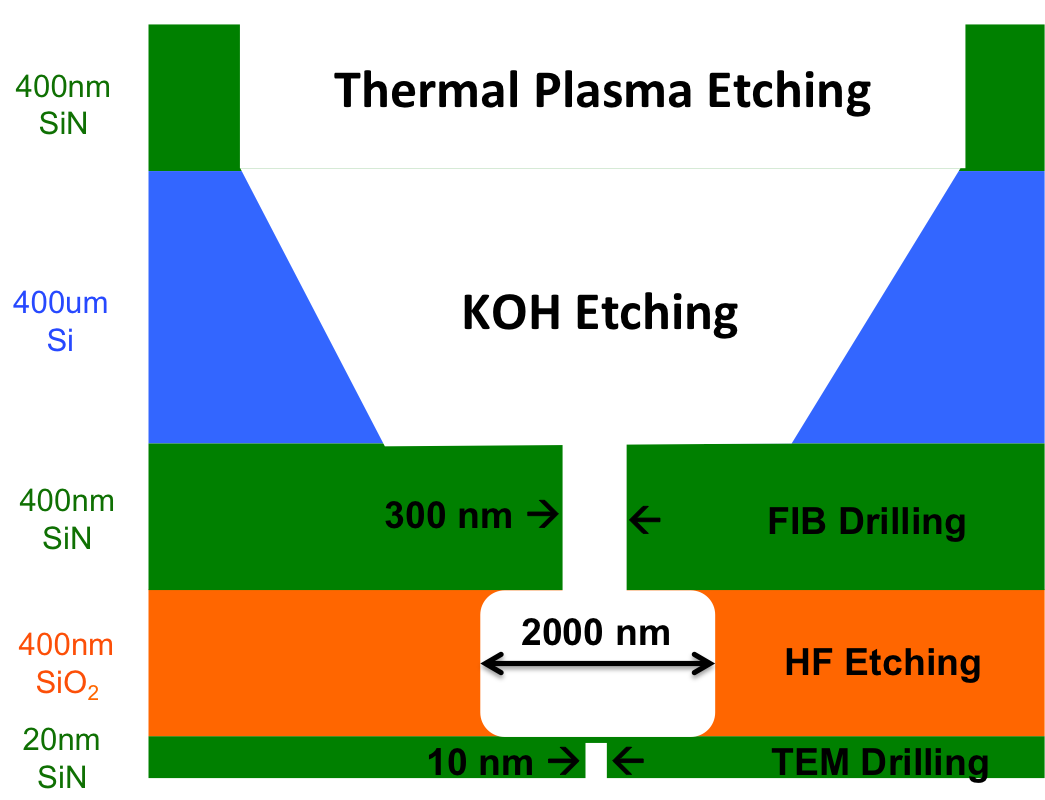 400nm
SiN
Thermal Plasma Etching
400um
Si
KOH Etching
400nm
SiN
300 nm →
←
FIB Drilling
400nm
SiO₂
2000 nm
HF Etching
20nm
SiN
10 nm →
←
TEM Drilling